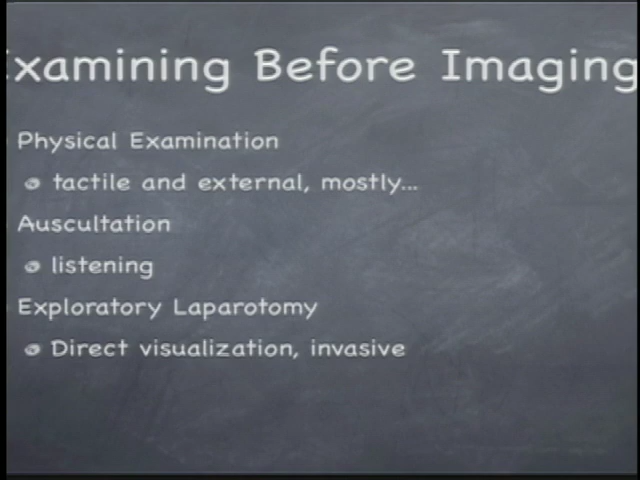 xamining Before Imaging
Physical Examination
tactile and external, mostly...
Auscultation
listening
Exploratory Laparotomy
Direct visualization, invasive